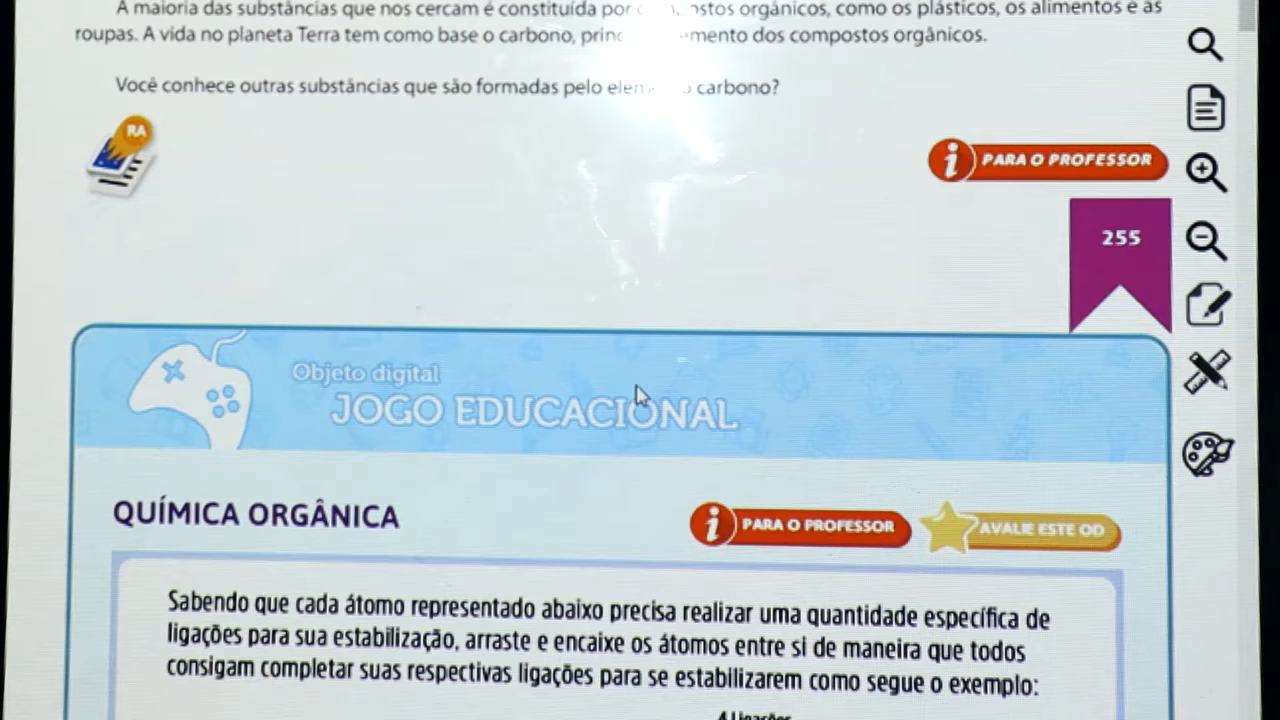 A maioria das substâncias que nos cercam é constituída por orgânicos, como os plásticos, os alimentos e as
roupas. A vida no planeta Terra tem como base o carbono, dos compostos orgânicos.
Você conhece outras substâncias que são formadas pelo carbono?
RA
i PARA O PROFESSOR
255
Objeto digital
JOGO EDUCACIONAL
QUÍMICA ORGÂNICA
i PARA O PROFESSOR
AVALIE ESTE OD
Sabendo que cada átomo representado abaixo precisa realizar uma quantidade específica de
ligações para sua estabilização, arraste e encaixe os átomos entre si de maneira que todos
consigam completar suas respectivas ligações para se estabilizarem como segue o exemplo: